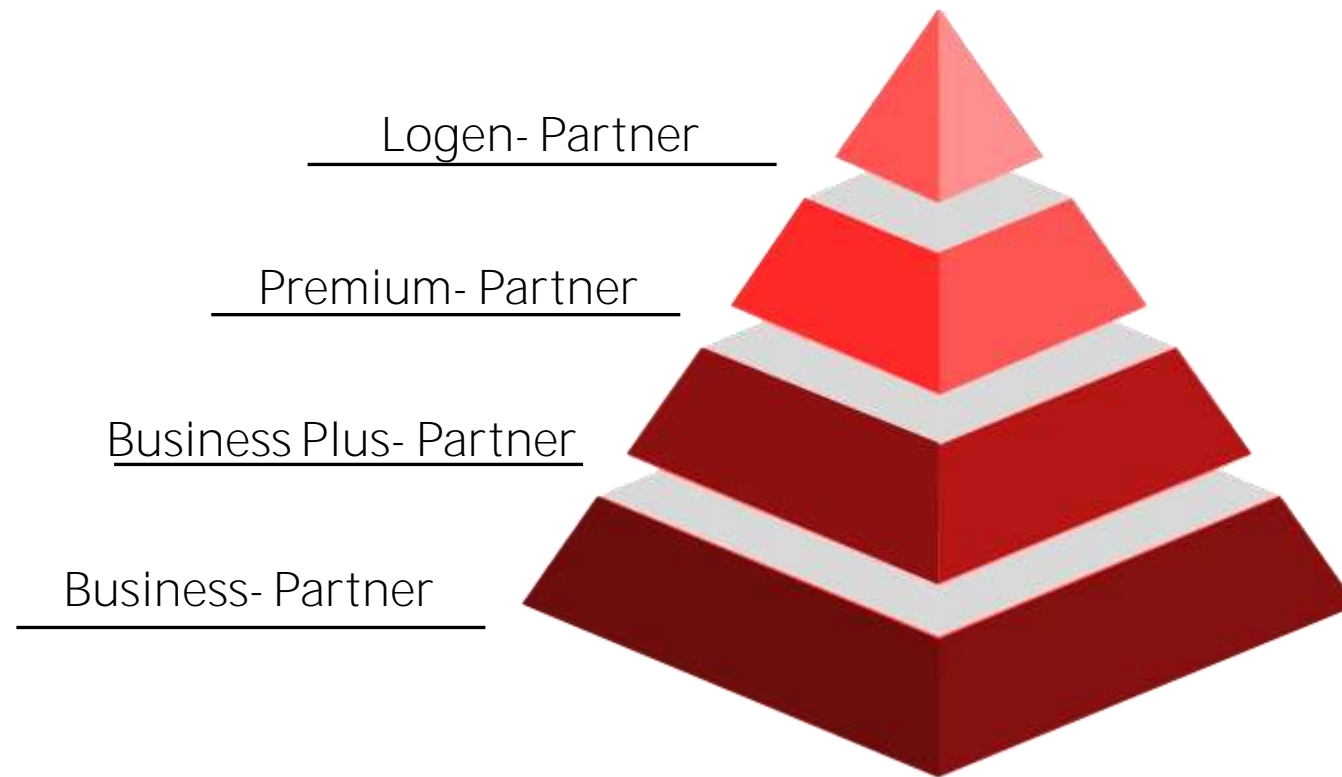 Logen- Partner
Premium- Partner
Business Plus- Partner
Business- Partner